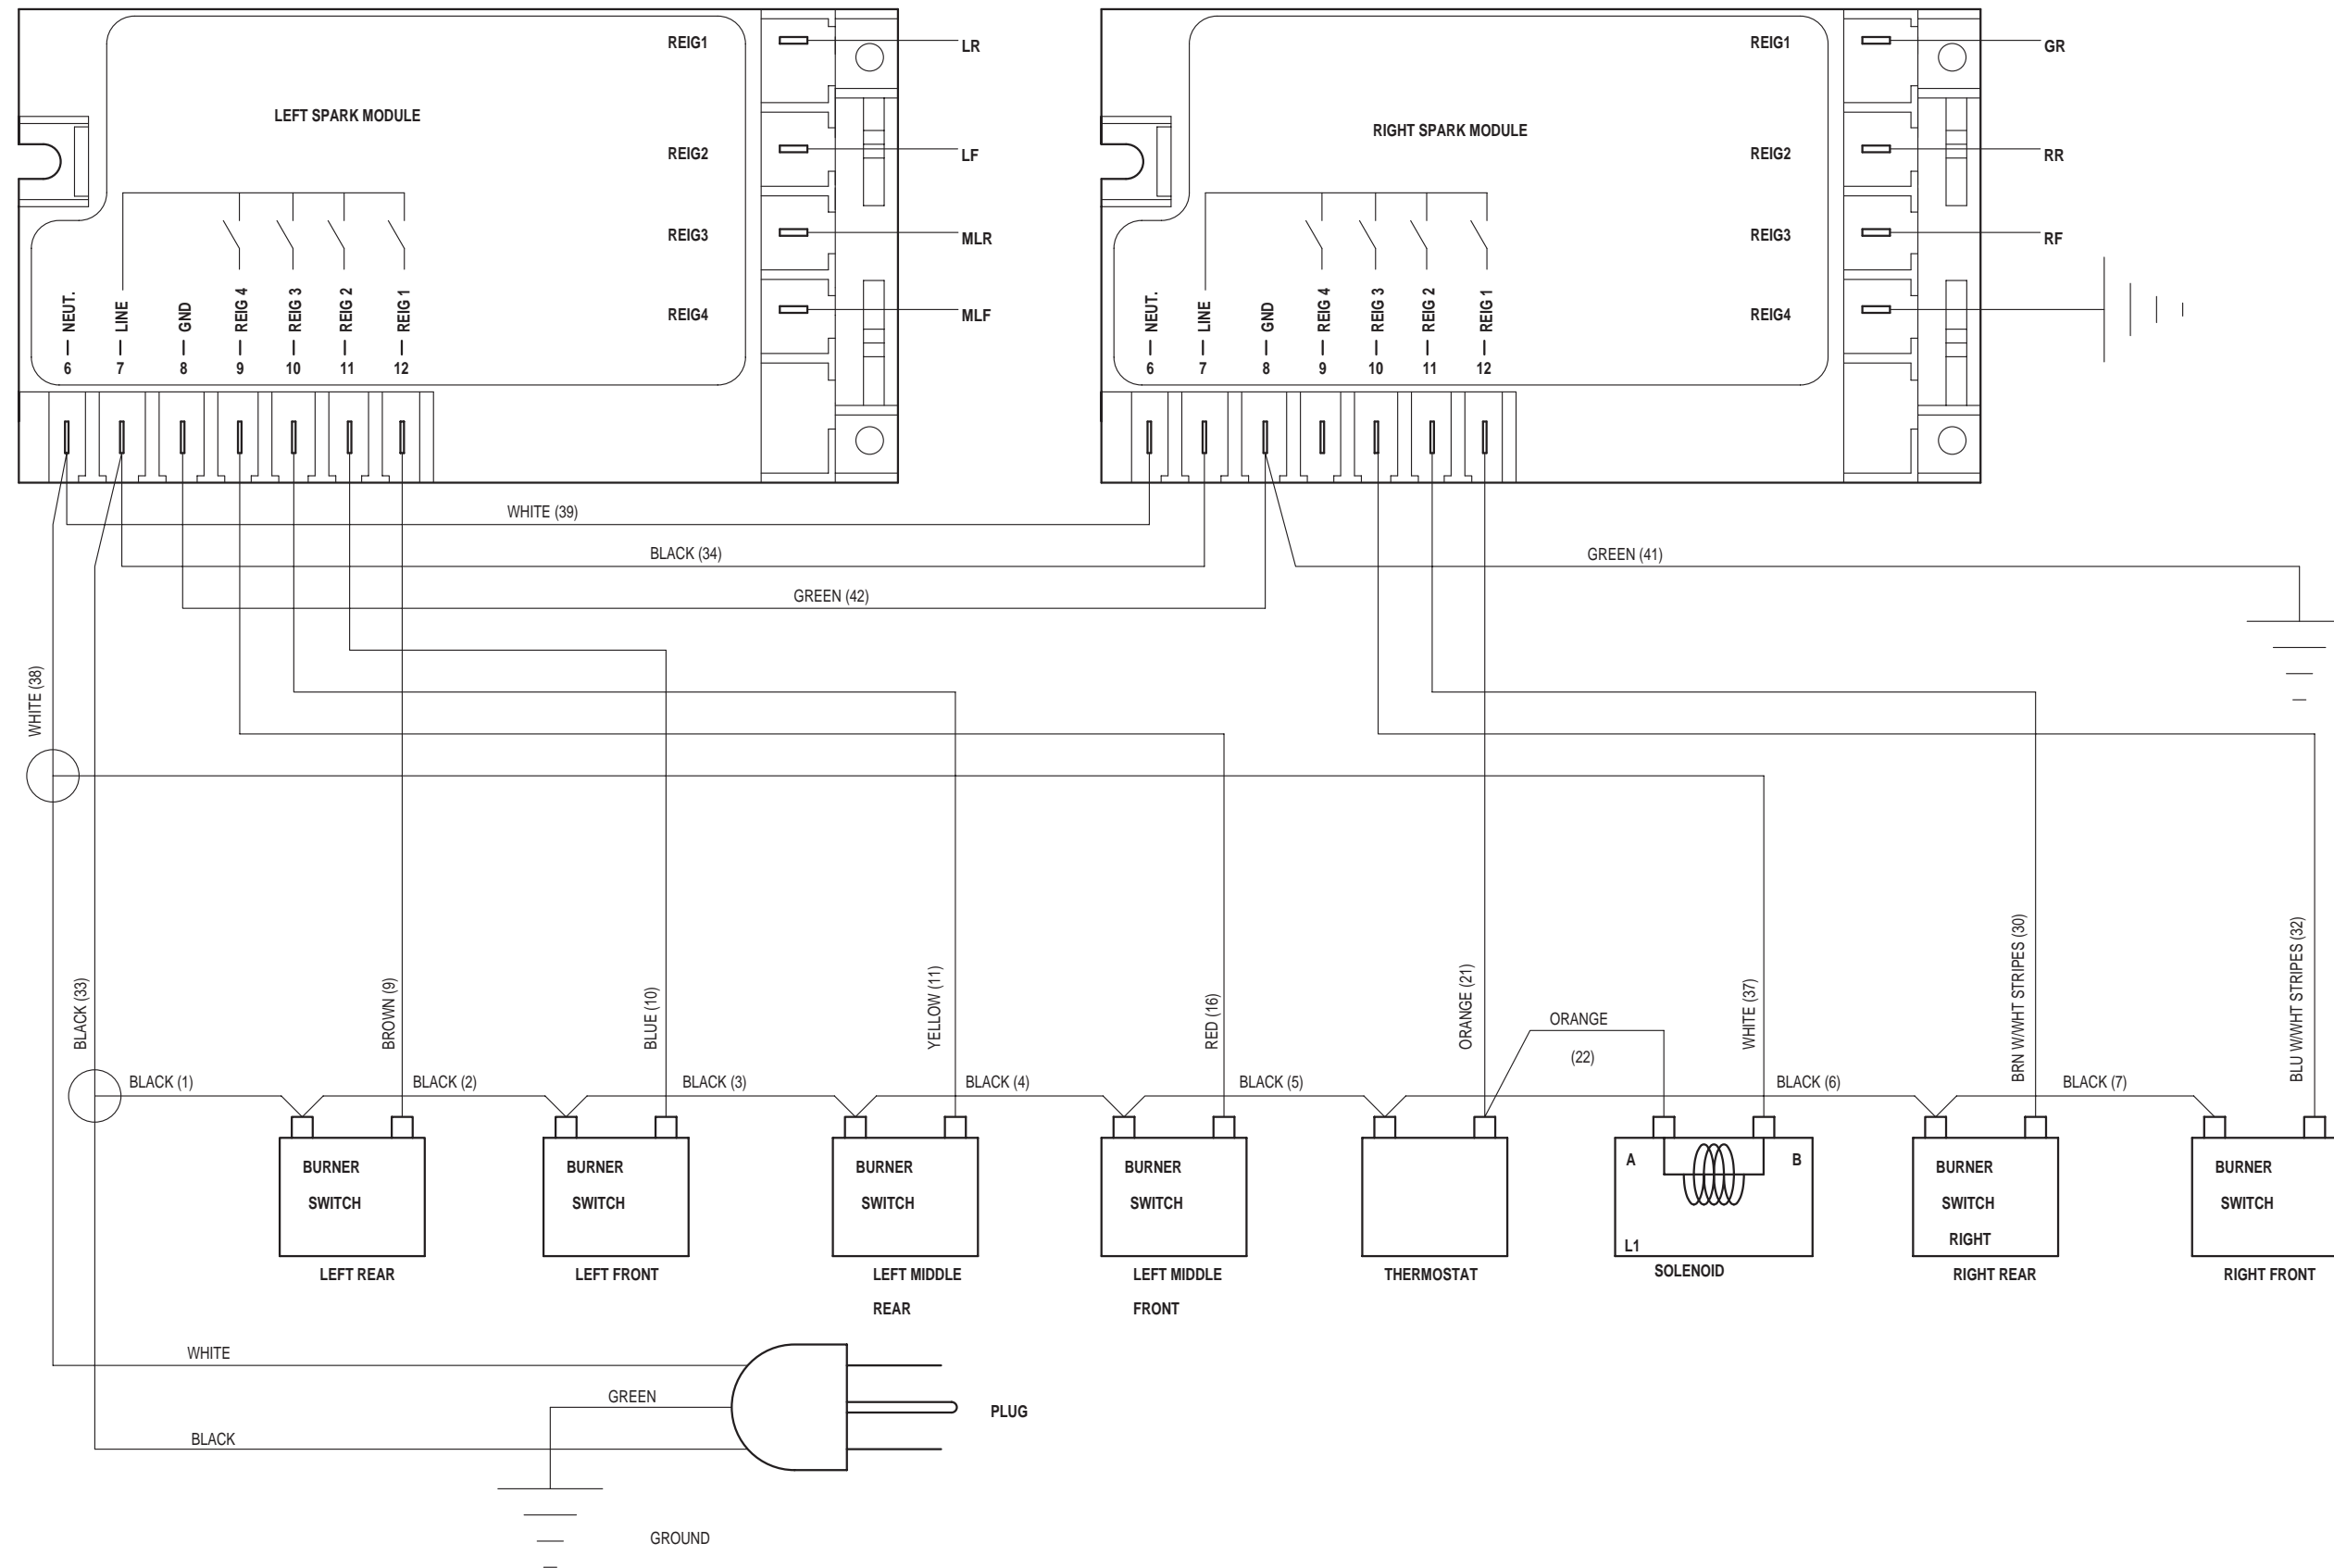 REIG1
LR
LEFT SPARK MODULE
REIG2
LF
REIG3
MLR
REIG4
MLF
NEUT.
LINE
GND
REIG 4
REIG 3
REIG 2
REIG 1
6
7
8
9
10
11
12
REIG1
GR
RIGHT SPARK MODULE
REIG2
RR
REIG3
RF
REIG4
NEUT.
LINE
GND
REIG 4
REIG 3
REIG 2
REIG 1
6
7
8
9
10
11
12
WHITE (39)
BLACK (34)
GREEN (41)
GREEN (42)
WHITE (38)
BLACK (33)
BROWN (9)
BLUE (10)
YELLOW (11)
RED (16)
ORANGE (21)
ORANGE
(22)
WHITE (37)
BRN W/WHT STRIPES (30)
BLU W/WHT STRIPES (32)
BLACK (1)
BLACK (2)
BLACK (3)
BLACK (4)
BLACK (5)
BLACK (6)
BLACK (7)
BURNER
SWITCH
LEFT REAR
BURNER
SWITCH
LEFT FRONT
BURNER
SWITCH
LEFT MIDDLE
REAR
BURNER
SWITCH
LEFT MIDDLE
FRONT
THERMOSTAT
A
B
L1
SOLENOID
BURNER
SWITCH
RIGHT
RIGHT REAR
BURNER
SWITCH
RIGHT FRONT
WHITE
GREEN
PLUG
BLACK
GROUND